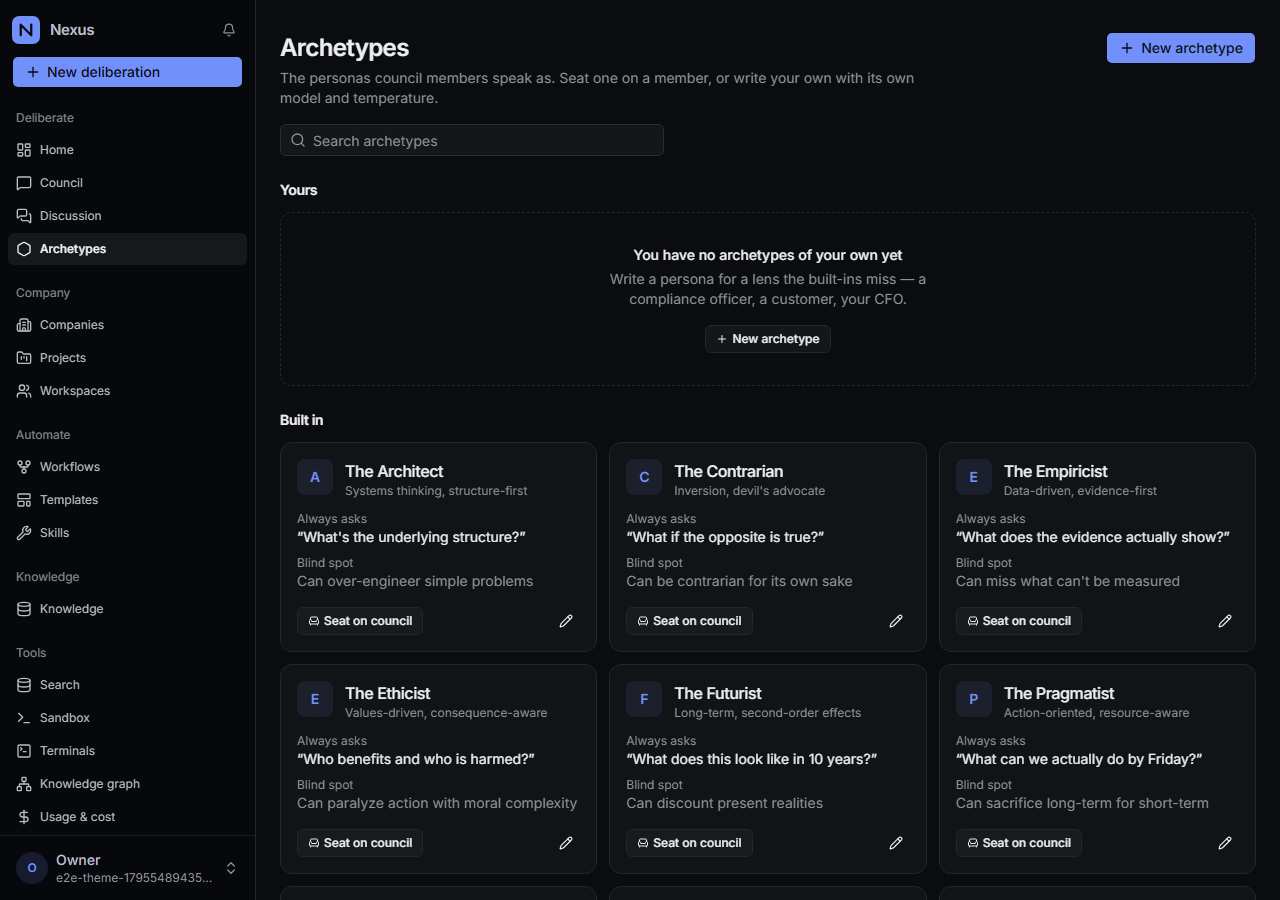 Nexus
New deliberation
Deliberate
Home
Council
Discussion
Archetypes
Company
Companies
Projects
Workspaces
Automate
Workflows
Templates
Skills
Knowledge
Knowledge
Tools
Search
Sandbox
Terminals
Knowledge graph
Usage & cost
O
Owner
e2e-theme-17955489435...
Archetypes
New archetype
The personas council members speak as. Seat one on a member, or write your own with its own
model and temperature.
Search archetypes
Yours
You have no archetypes of your own yet
Write a persona for a lens the built-ins miss — a
compliance officer, a customer, your CFO.
New archetype
Built in
A
The Architect
Systems thinking, structure-first
Always asks
“What's the underlying structure?”
Blind spot
Can over-engineer simple problems
Seat on council
C
The Contrarian
Inversion, devil's advocate
Always asks
“What if the opposite is true?”
Blind spot
Can be contrarian for its own sake
Seat on council
E
The Empiricist
Data-driven, evidence-first
Always asks
“What does the evidence actually show?”
Blind spot
Can miss what can't be measured
Seat on council
E
The Ethicist
Values-driven, consequence-aware
Always asks
“Who benefits and who is harmed?”
Blind spot
Can paralyze action with moral complexity
Seat on council
F
The Futurist
Long-term, second-order effects
Always asks
“What does this look like in 10 years?”
Blind spot
Can discount present realities
Seat on council
P
The Pragmatist
Action-oriented, resource-aware
Always asks
“What can we actually do by Friday?”
Blind spot
Can sacrifice long-term for short-term
Seat on council